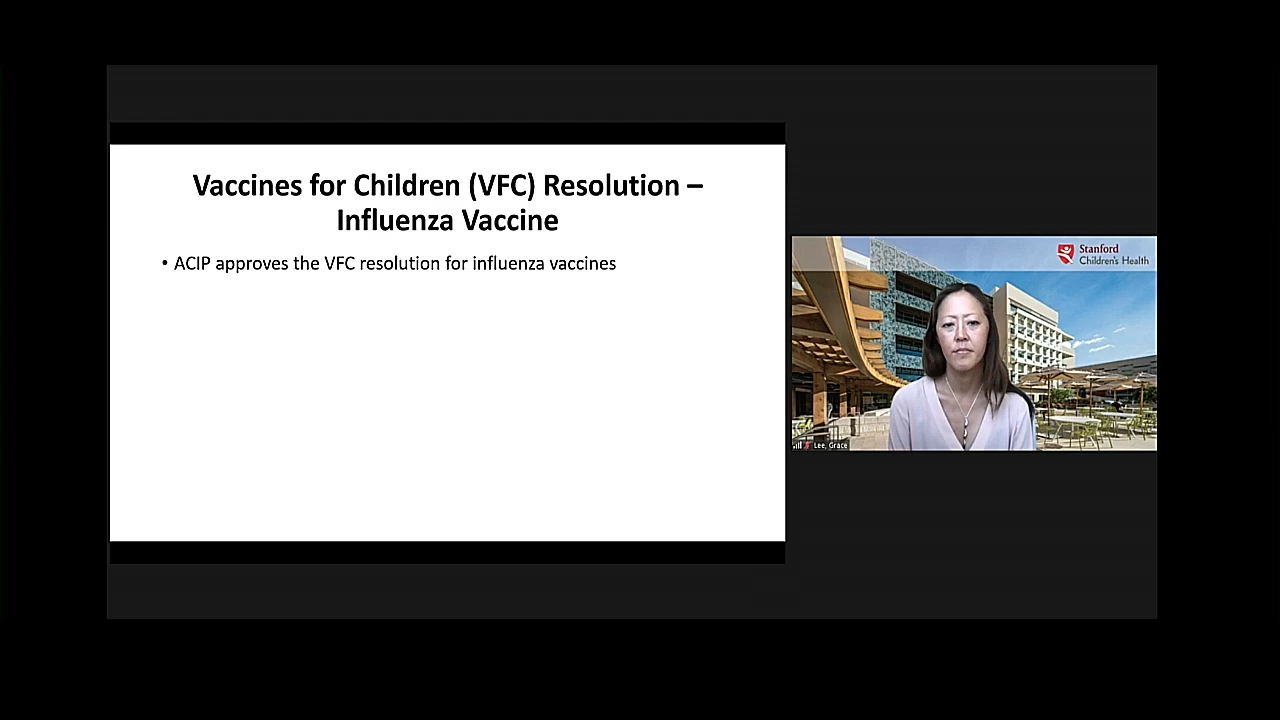 Vaccines for Children (VFC) Resolution –
Influenza Vaccine
• ACIP approves the VFC resolution for influenza vaccines
Stanford
Children's Health
Lee, Grace